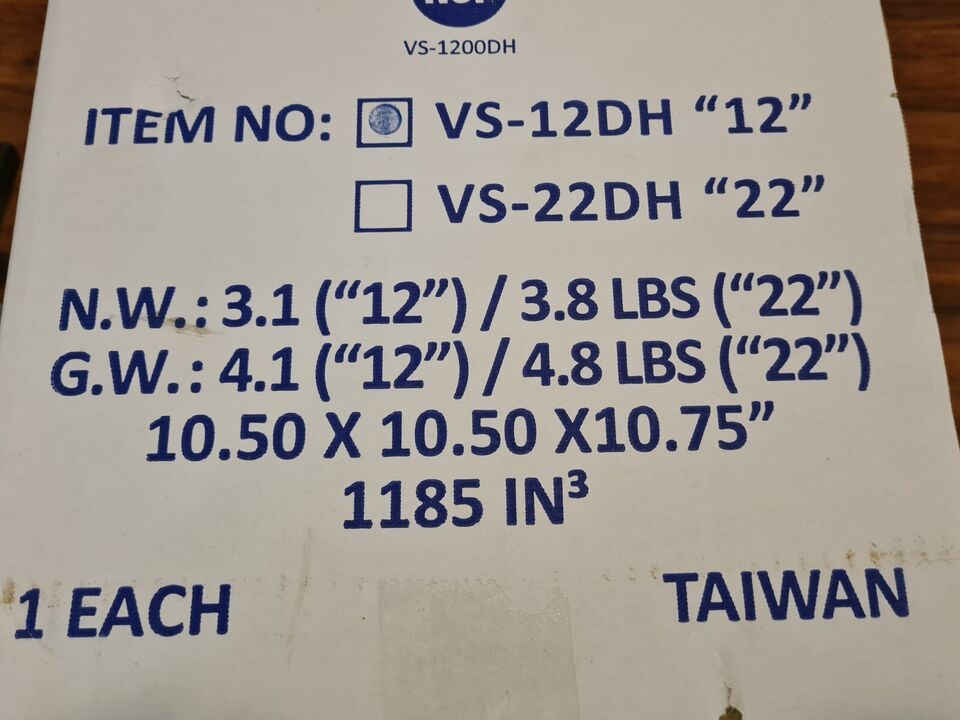 VS-1200DH
ITEM NO: VS-12DH “12”
VS-22DH “22”
N.W.: 3.1 (“12”) / 3.8 LBS (“22”)
G.W.: 4.1 (“12”) / 4.8 LBS (“22”)
10.50 X 10.50 X10.75”
1185 IN³
1 EACH
TAIWAN